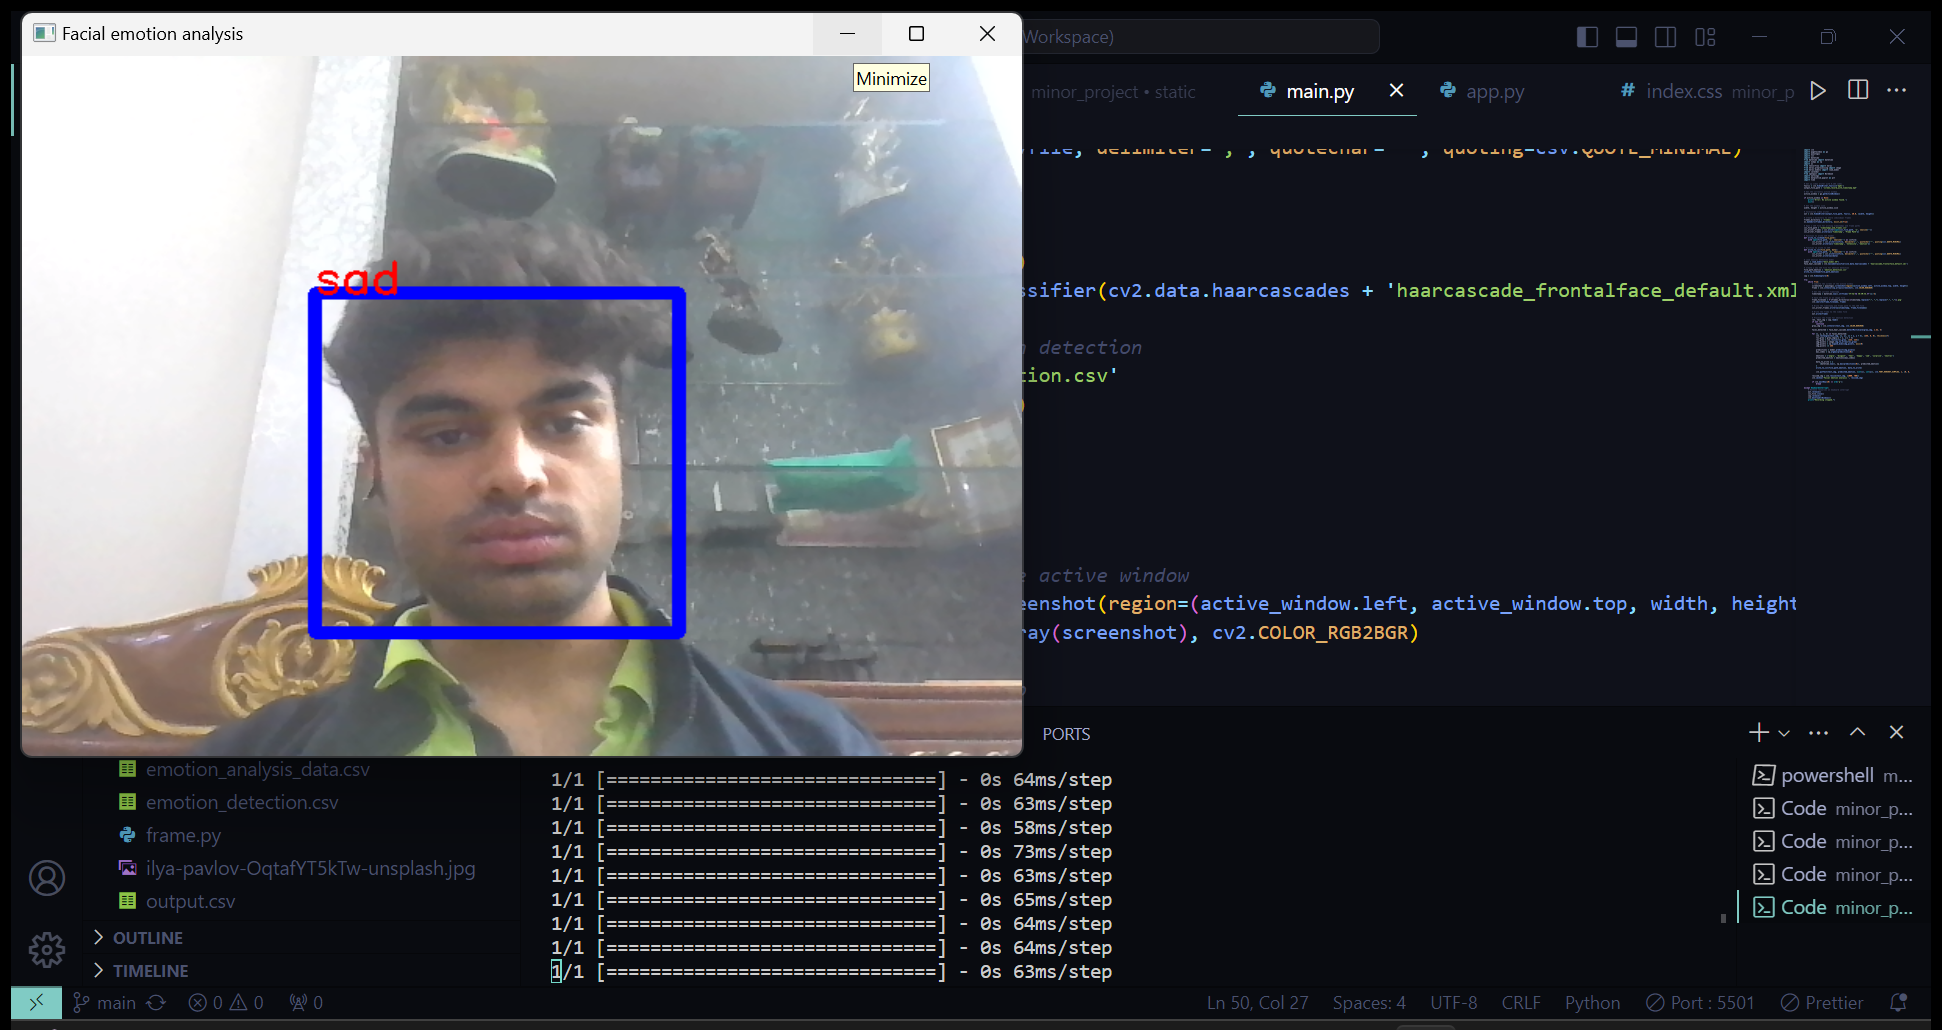 Facial emotion analysis
Workspace)
Minimize
minor_project • static
main.py
app.py
# index.css minor_p
sad
ssifier(cv2.data.haarcascades + 'haarcascade_frontalface_default.xml
detection
tion.csv'
active window
eenshot(region=(active_window.left, active_window.top, width, height
ray(screenshot), cv2.COLOR_RGB2BGR)
PORTS
emotion_analysis_data.csv
emotion_detection.csv
frame.py
ilya-pavlov-OqtafYT5kTw-unsplash.jpg
output.csv
OUTLINE
TIMELINE
1/1 [==============================] - 0s 64ms/step
1/1 [==============================] - 0s 63ms/step
1/1 [==============================] - 0s 58ms/step
1/1 [==============================] - 0s 73ms/step
1/1 [==============================] - 0s 63ms/step
1/1 [==============================] - 0s 65ms/step
1/1 [==============================] - 0s 64ms/step
1/1 [==============================] - 0s 64ms/step
1/1 [==============================] - 0s 63ms/step
powershell m...
Code minor_p...
Code minor_p...
Code minor_p...
Code minor_p...
main 0 0 0 Ln 50, Col 27 Spaces: 4 UTF-8 CRLF Python Port : 5501 Prettier